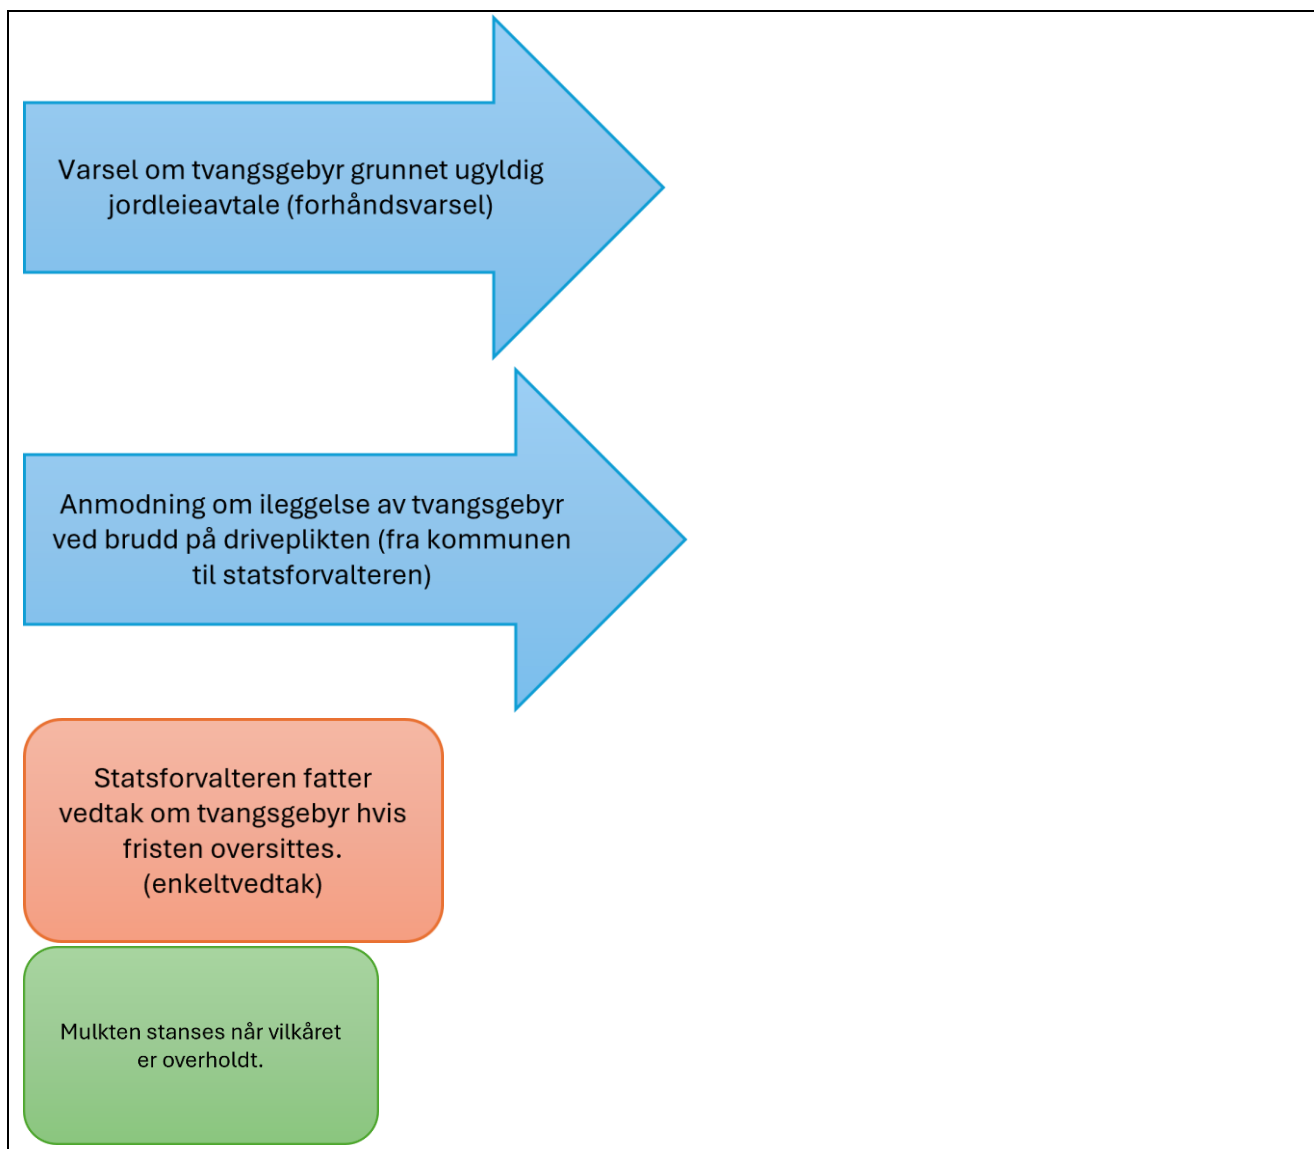 Varsel om tvangsgebyr grunnet ugyldig
jordleieavtale (forhåndsvarsel)
Anmodning om ileggelse av tvangsgebyr
ved brudd på driveplikten (fra kommunen
til statsforvalteren)
Statsforvalteren fatter
vedtak om tvangsgebyr hvis
fristen oversittes.
(enkeltvedtak)
Mulkten stanses når vilkåret
er overholdt.